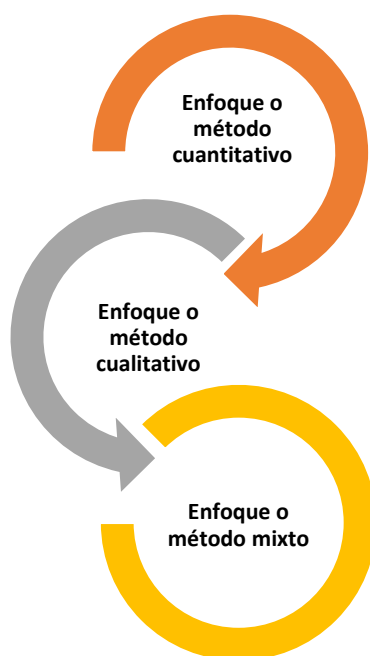 Enfoque o
método
cuantitativo
Enfoque o
método
cualitativo
Enfoque o
método mixto